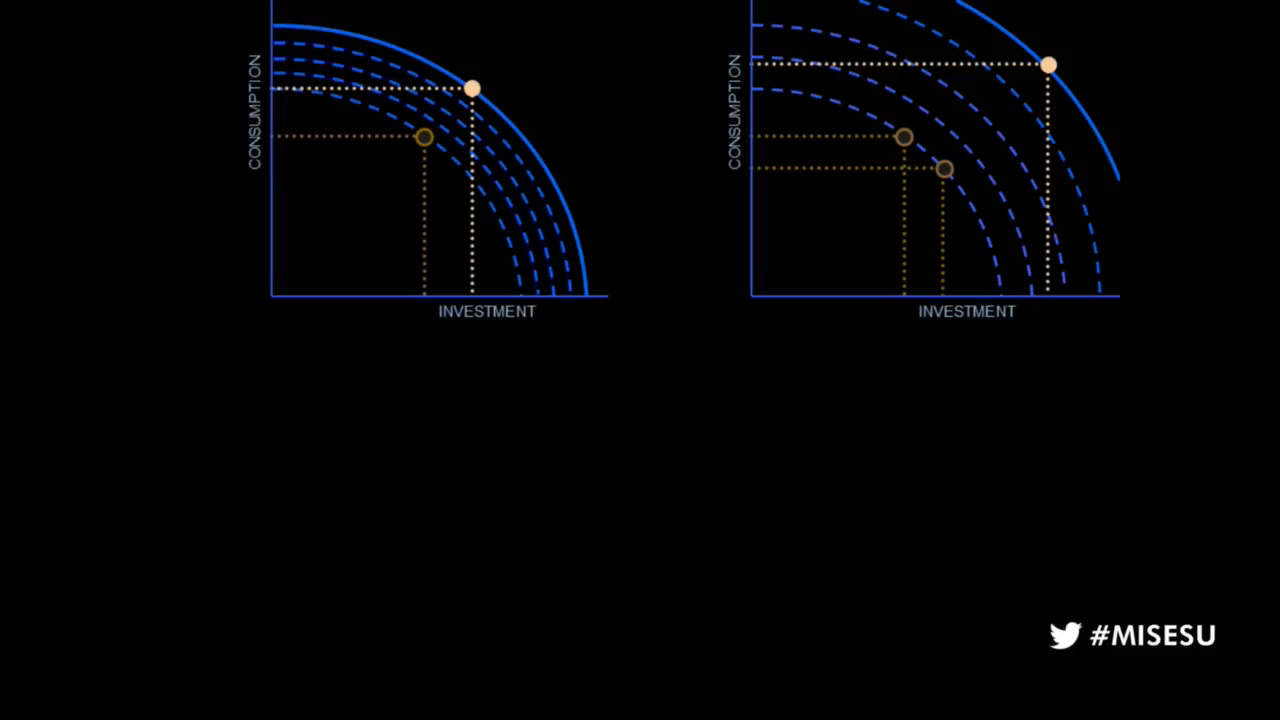 CONSUMPTION
INVESTMENT
CONSUMPTION
INVESTMENT
#MISESU